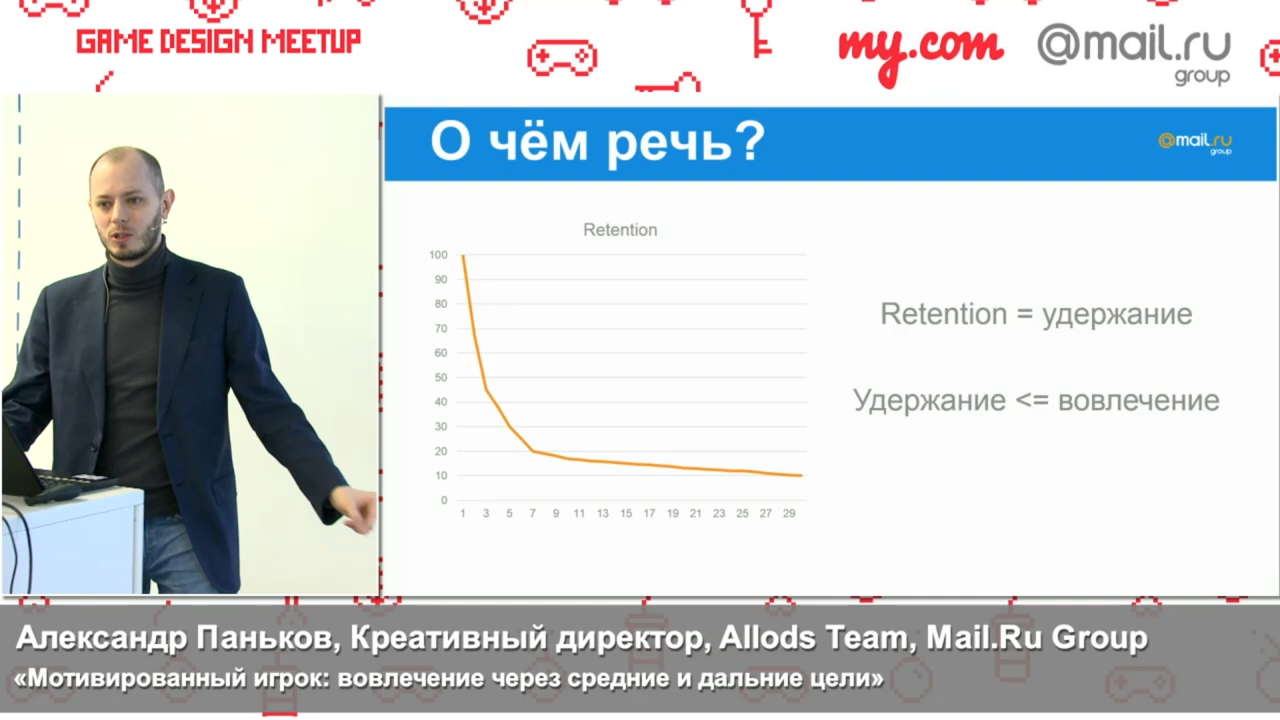 GAME DESIGN MEETUP
my.com
@mail.ru
group
О чём речь?
@mail.ru
group
Retention
100
90
80
70
60
50
40
30
20
10
0
1 3 5 7 9 11 13 15 17 19 21 23 25 27 29
Retention = удержание
Удержание <= вовлечение
Александр Паньков, Креативный директор, Allods Team, Mail.Ru Group
«Мотивированный игрок: вовлечение через средние и дальние цели»